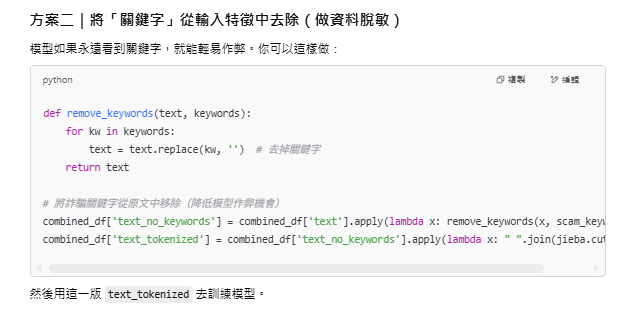 方案二｜將「關鍵字」從輸入特徵中去除（做資料脫敏）
模型如果永遠看到關鍵字，就能輕易作弊。你可以這樣做：
python
複製
編輯
def remove_keywords(text, keywords):
    for kw in keywords:
        text = text.replace(kw, '')  # 去掉關鍵字
    return text
# 將詐騙關鍵字從原文中移除（降低模型作弊機會）
combined_df['text_no_keywords'] = combined_df['text'].apply(lambda x: remove_keywords(x, scam_keyw
combined_df['text_tokenized'] = combined_df['text_no_keywords'].apply(lambda x: " ".join(jieba.cut
然後用這一版 text_tokenized 去訓練模型。